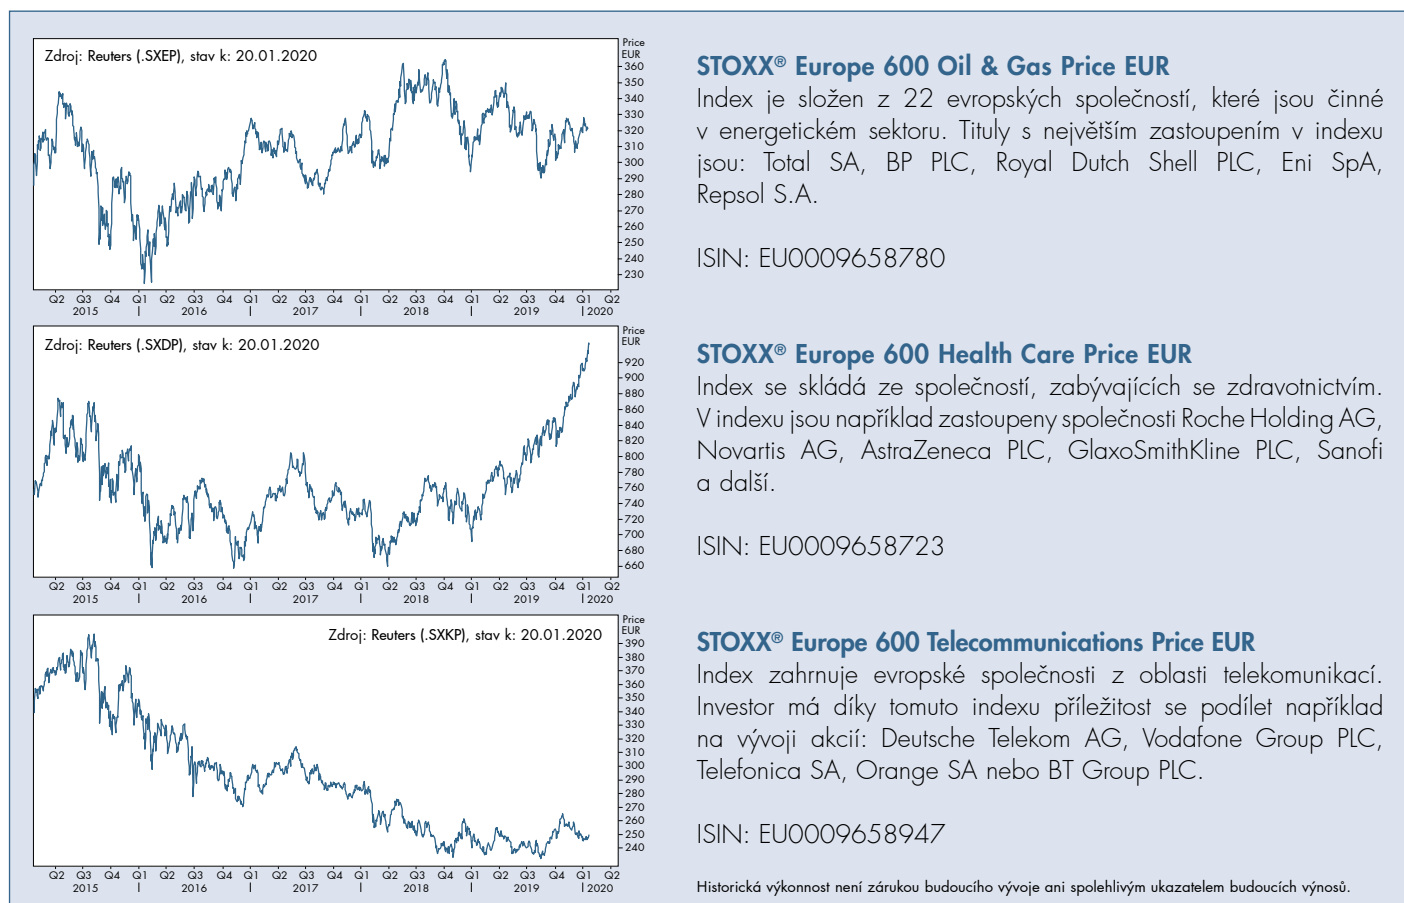 Zdroj: Reuters (.SXEP), stav k: 20.01.2020
Price
EUR
360
350
340
330
320
310
300
290
280
270
260
250
240
230
Q2 Q3 Q4 Q1 Q2 Q3 Q4 Q1 Q2 Q3 Q4 Q1 Q2 Q3 Q4 Q1 Q2 Q3 Q4 Q1 Q2
2015 2016 2017 2018 2019 2020
STOXX® Europe 600 Oil & Gas Price EUR
Index je složen z 22 evropských společností, které jsou činné
v energetickém sektoru. Tituly s největším zastoupením v indexu
jsou: Total SA, BP PLC, Royal Dutch Shell PLC, Eni SpA,
Repsol S.A.
ISIN: EU0009658780
Zdroj: Reuters (.SXDP), stav k: 20.01.2020
Price
EUR
920
900
880
860
840
820
800
780
760
740
720
700
680
660
Q2 Q3 Q4 Q1 Q2 Q3 Q4 Q1 Q2 Q3 Q4 Q1 Q2 Q3 Q4 Q1 Q2 Q3 Q4 Q1 Q2
2015 2016 2017 2018 2019 2020
STOXX® Europe 600 Health Care Price EUR
Index se skládá ze společností, zabývajících se zdravotnictvím.
V indexu jsou například zastoupeny společnosti Roche Holding AG,
Novartis AG, AstraZeneca PLC, GlaxoSmithKline PLC, Sanofi
a další.
ISIN: EU0009658723
Zdroj: Reuters (.SXKP), stav k: 20.01.2020
Price
EUR
390
380
370
360
350
340
330
320
310
300
290
280
270
260
250
240
Q2 Q3 Q4 Q1 Q2 Q3 Q4 Q1 Q2 Q3 Q4 Q1 Q2 Q3 Q4 Q1 Q2 Q3 Q4 Q1 Q2
2015 2016 2017 2018 2019 2020
STOXX® Europe 600 Telecommunications Price EUR
Index zahrnuje evropské společnosti z oblasti telekomunikací.
Investor má díky tomuto indexu příležitost se podílet například
na vývoji akcií: Deutsche Telekom AG, Vodafone Group PLC,
Telefonica SA, Orange SA nebo BT Group PLC.
ISIN: EU0009658947
Historická výkonnost není zárukou budoucího vývoje ani spolehlivým ukazatelem budoucích výnosů.